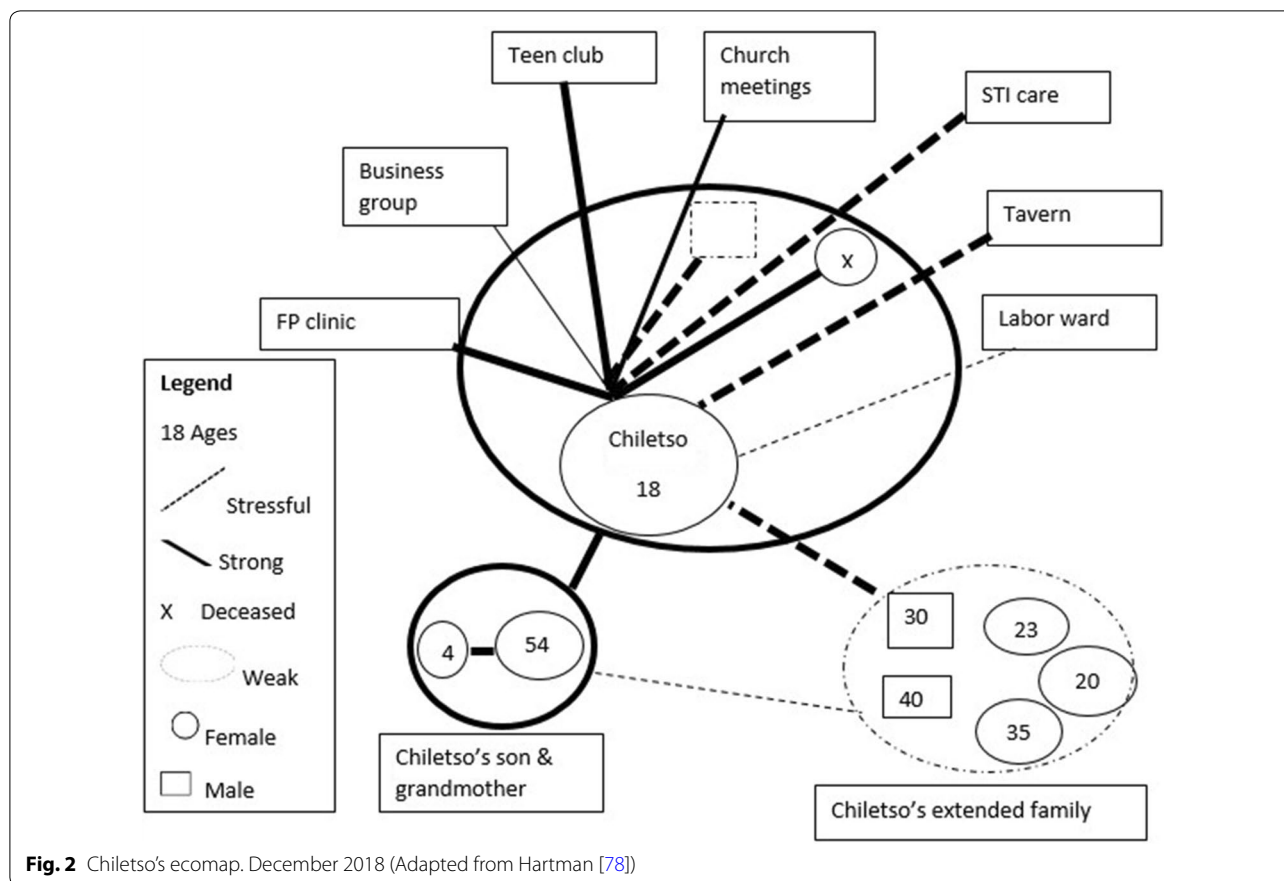 Teen club
Church
meetings
STI care
Business
group
Tavern
FP clinic
Labor ward
x
Chiletso
18
Legend
18 Ages
Stressful
Strong
X Deceased
Weak
Female
Male
4
54
30
23
20
40
35
Chiletso's son &
grandmother
Chiletso's extended family
Fig. 2 Chiletso's ecomap. December 2018 (Adapted from Hartman [78])